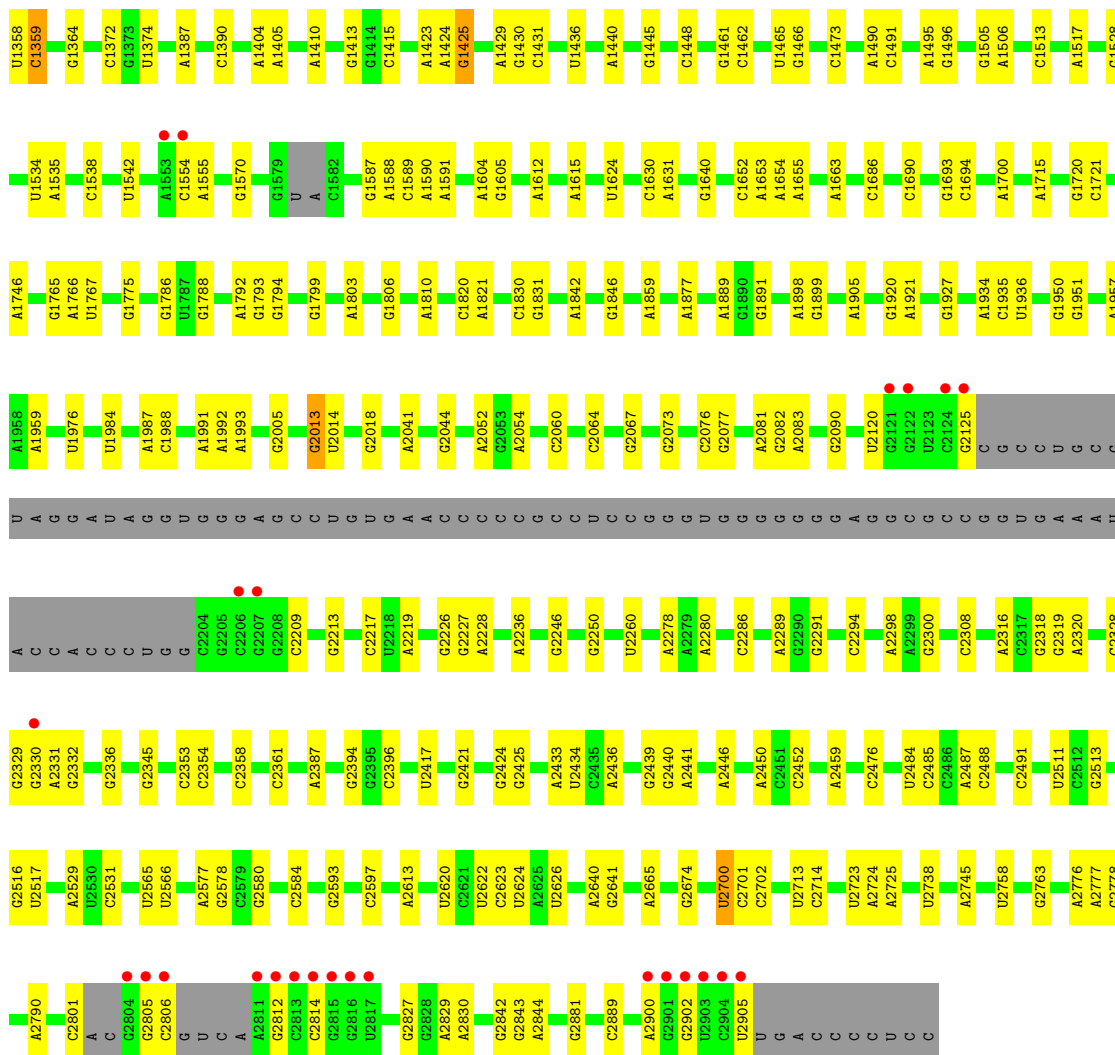 U1358 C1359 G1364 C1372 G1373 U1374 A1387 C1390 A1404 A1405 A1410 G1413 G1414 C1415 A1423 A1424 G1425 A1429 G1430 C1431 U1436 A1440 G1445 C1448 G1461 C1462 U1465 G1466 C1473 A1490 C1491 A1495 G1496 G1505 A1506 C1513 A1517
U1534 A1535 C1538 U1542 A1553 C1554 A1555 G1570 G1579 U A C1582 G1587 A1588 C1589 A1590 A1591 A1604 G1605 A1612 A1615 U1624 C1630 A1631 G1640 C1652 A1653 A1654 A1655 A1663 C1686 C1690 G1693 C1694 A1700 A1715 G1720 C1721
A1746 G1765 A1766 U1767 G1775 G1786 U1787 G1788 A1792 G1793 G1794 G1799 A1803 G1806 A1810 C1820 A1821 C1830 G1831 A1842 G1846 A1859 A1877 A1889 G1890 G1891 A1898 G1899 A1905 G1920 A1921 G1927 A1934 C1935 U1936 G1950 G1951 A1957
A1958 A1959 U1976 U1984 A1987 C1988 A1991 A1992 A1993 G2005 G2013 U2014 G2018 A2041 G2044 A2052 G2053 A2054 C2060 C2064 G2067 G2073 C2076 G2077 A2081 G2082 A2083 G2090 U2120 G2121 G2122 U2123 C2124 G2125 C G C C U G C C
U A G G A U A G G U G G G A G C C U G U G A A C C C C G C C U C C G G G U G G G G G G A G G C G C C G G U G A A A U
A C C A C C C U G G C2204 G2205 C2206 G2207 G2208 C2209 G2213 C2217 U2218 A2219 G2226 G2227 A2228 A2236 G2246 G2250 U2260 A2278 A2279 A2280 C2286 A2289 G2290 G2291 C2294 A2298 A2299 G2300 C2308 A2316 C2317 G2318 G2319 A2320 C2328
G2329 G2330 A2331 G2332 G2336 G2345 C2353 C2354 C2358 C2361 A2387 G2394 G2395 C2396 U2417 G2421 G2424 G2425 A2433 U2434 C2435 A2436 G2439 G2440 A2441 A2446 A2450 C2451 C2452 A2459 C2476 U2484 C2485 C2486 A2487 C2488 C2491 U2511 C2512 G2513
G2516 U2517 A2529 U2530 C2531 U2565 U2566 A2577 G2578 C2579 G2580 C2584 G2593 C2597 A2613 U2620 C2621 U2622 C2623 U2624 A2625 U2626 A2640 G2641 A2665 G2674 U2700 C2701 C2702 U2713 C2714 U2723 A2724 A2725 U2738 A2745 U2758 G2763 A2776 A2777
A2790 C2801 A C G2804 G2805 C2806 G U C A A2811 G2812 C2813 C2814 G2815 G2816 U2817 G2827 G2828 A2829 A2830 G2842 G2843 A2844 G2881 C2889 A2900 G2901 G2902 U2903 C2904 U2905 U G A C C C C U C C